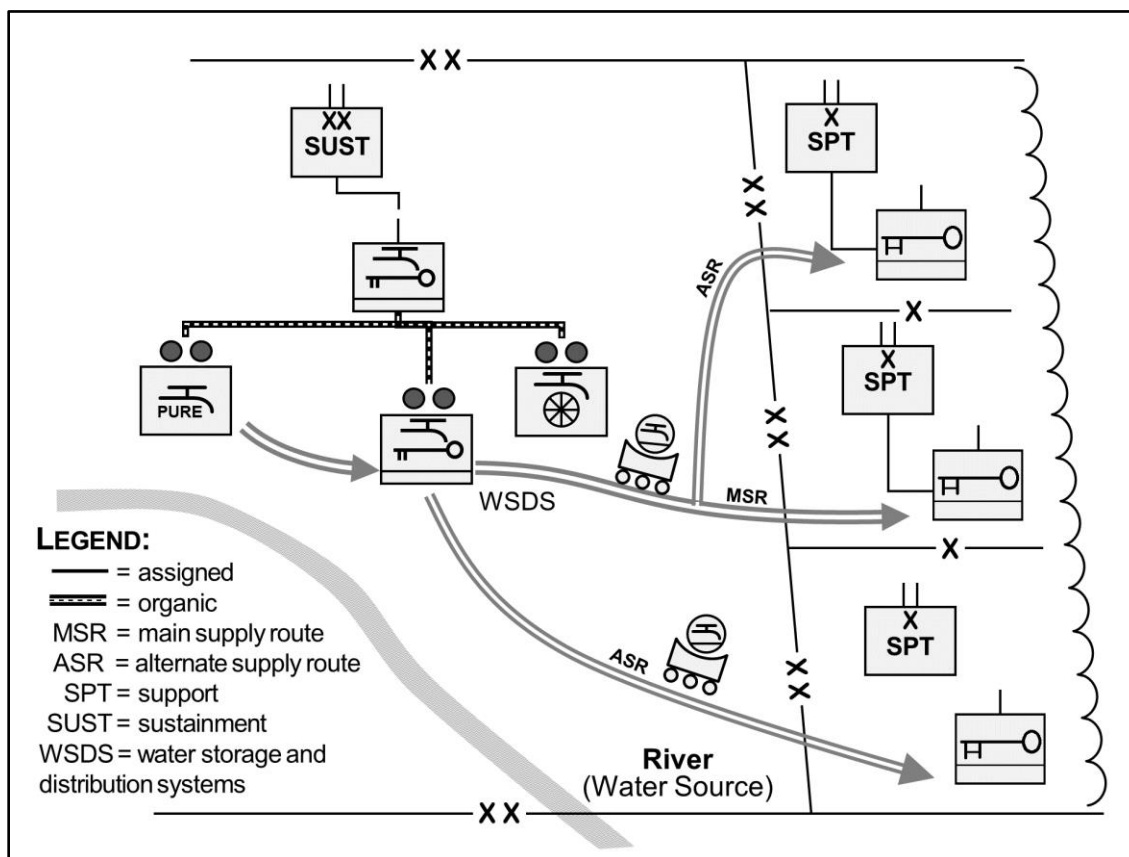 XX
XX
SUST
X
SPT
XX
ASR
X
X
SPT
PURE
XX
WSDS
MSR
X
LEGEND:
= assigned
= organic
MSR = main supply route
ASR = alternate supply route
SPT = support
SUST = sustainment
WSDS = water storage and
distribution systems
X
SPT
ASR
XX
River
(Water Source)
XX